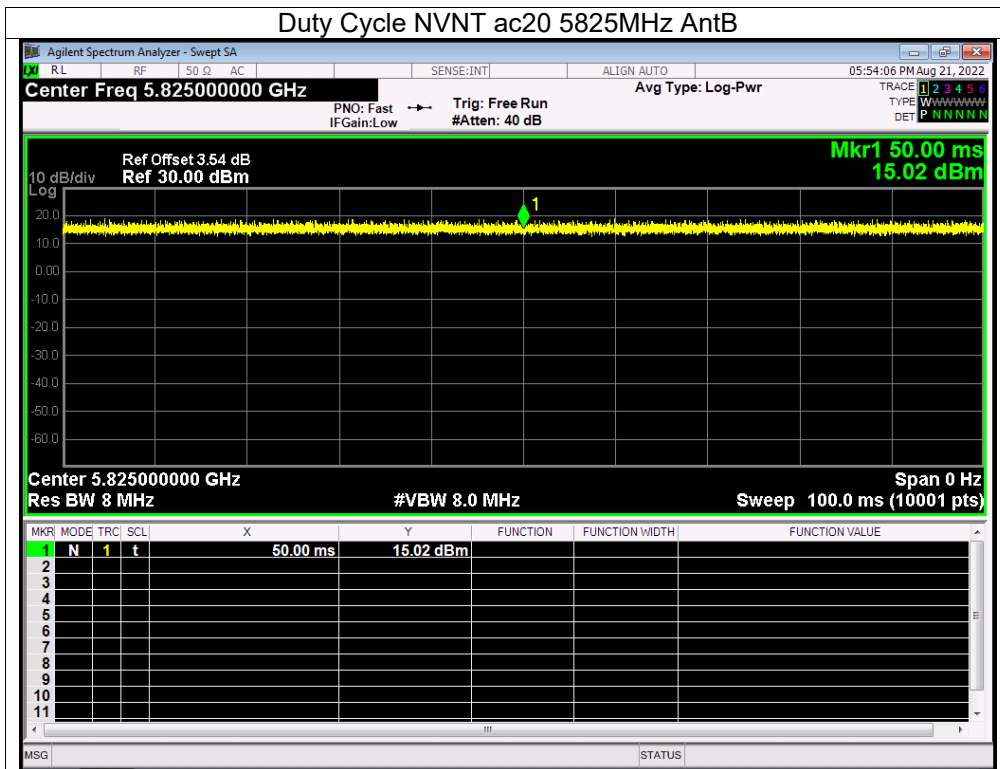 Duty Cycle NVNT ac20 5825MHz AntB
Agilent Spectrum Analyzer - Swept SA
LXI RL RF 50 Ω AC SENSE:INT ALIGN AUTO 05:54:06 PM Aug 21, 2022
Center Freq 5.825000000 GHz Avg Type: Log-Pwr TRACE 1 2 3 4 5 6
PNO: Fast Trig: Free Run TYPE WWWWWW
IFGain:Low #Atten: 40 dB DET P N N N N N
Mkr1 50.00 ms
Ref Offset 3.54 dB
10 dB/div Ref 30.00 dBm 15.02 dBm
Log
1
20.0
10.0
0.00
-10.0
-20.0
-30.0
-40.0
-50.0
-60.0
Center 5.825000000 GHz Span 0 Hz
Res BW 8 MHz #VBW 8.0 MHz Sweep 100.0 ms (10001 pts)
MKR MODE TRC SCL X Y FUNCTION FUNCTION WIDTH FUNCTION VALUE
1 N 1 t 50.00 ms 15.02 dBm
2
3
4
5
6
7
8
9
10
11
MSG STATUS